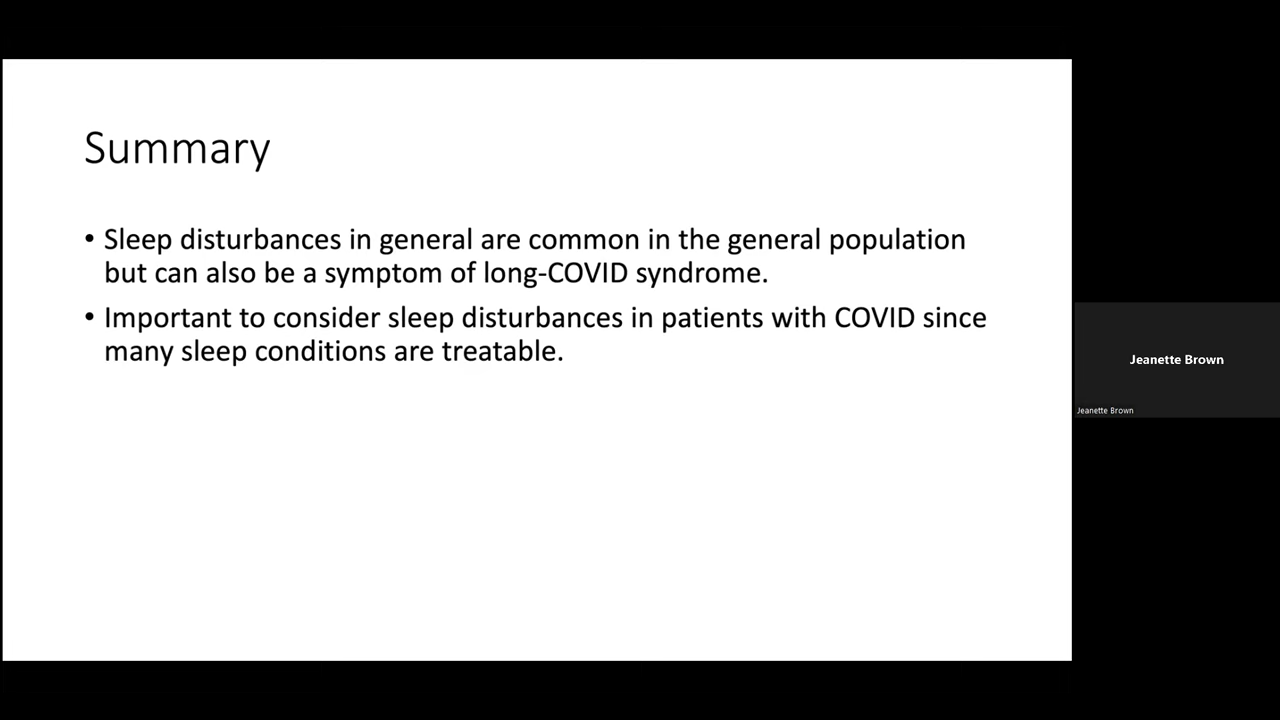 Summary
• Sleep disturbances in general are common in the general population
but can also be a symptom of long-COVID syndrome.
• Important to consider sleep disturbances in patients with COVID since
many sleep conditions are treatable.
Jeanette Brown
Jeanette Brown